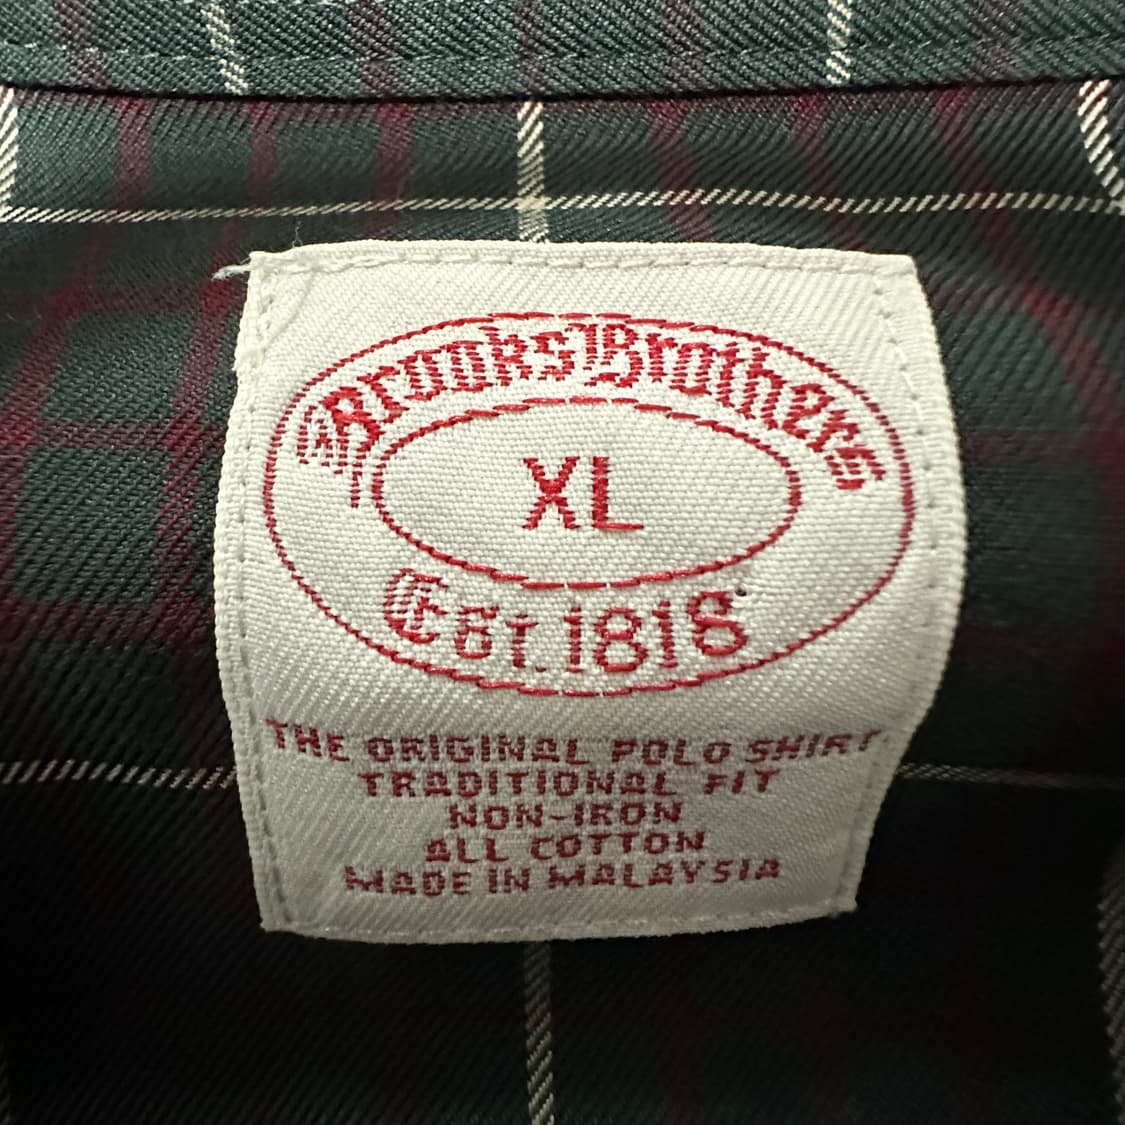 Brooks Brothers
XL
Est. 1818
THE ORIGINAL POLO SHIRT
TRADITIONAL FIT
NON-IRON
ALL COTTON
MADE IN MALAYSIA